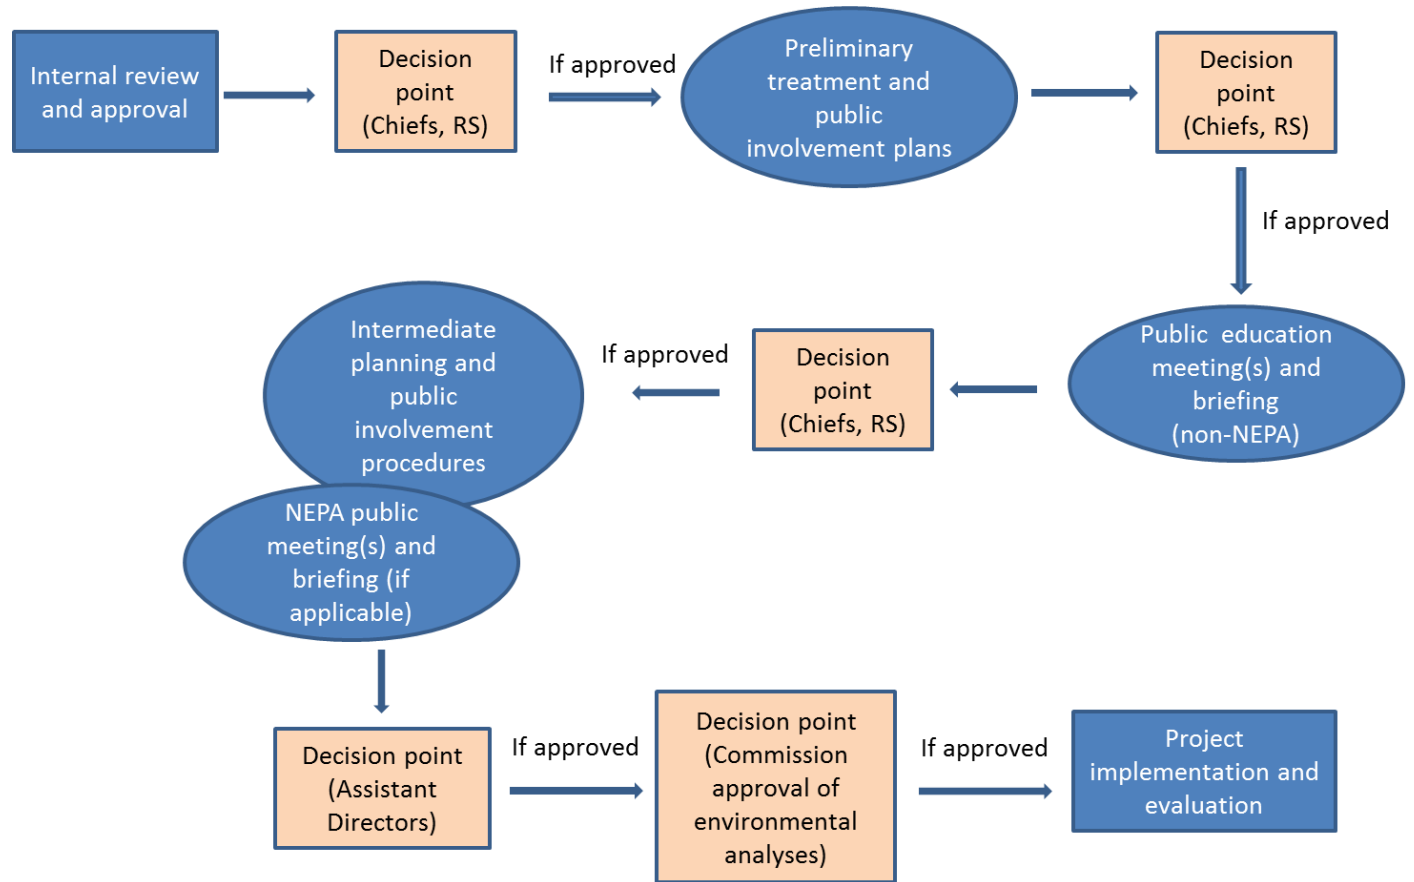 Internal review
and approval
Decision
point
(Chiefs, RS)
If approved
Preliminary
treatment and
public
involvement plans
Decision
point
(Chiefs, RS)
If approved
Public education
meeting(s) and
briefing
(non-NEPA)
Decision
point
(Chiefs, RS)
If approved
Intermediate
planning and
public
involvement
procedures
NEPA public
meeting(s) and
briefing (if
applicable)
Decision point
(Assistant
Directors)
If approved
Decision point
(Commission
approval of
environmental
analyses)
If approved
Project
implementation and
evaluation